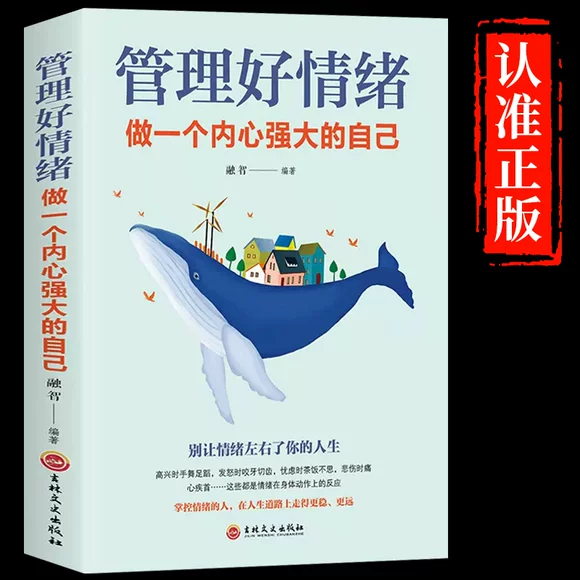 管理好情绪
做一个内心强大的自己
融智——编著
别让情绪左右了你的人生
高兴时手舞足蹈，发怒时咬牙切齿，忧虑时茶饭不思，悲伤时痛
心疾首……这些都是情绪在身体动作上的反应
掌控情绪的人，在人生道路上走得更稳、更远
吉林文史出版社
JILIN WENSHI CHUBANSHE
管理好情绪
做一个内心强大的自己
融智——编著
吉林文史出版社
认准正版